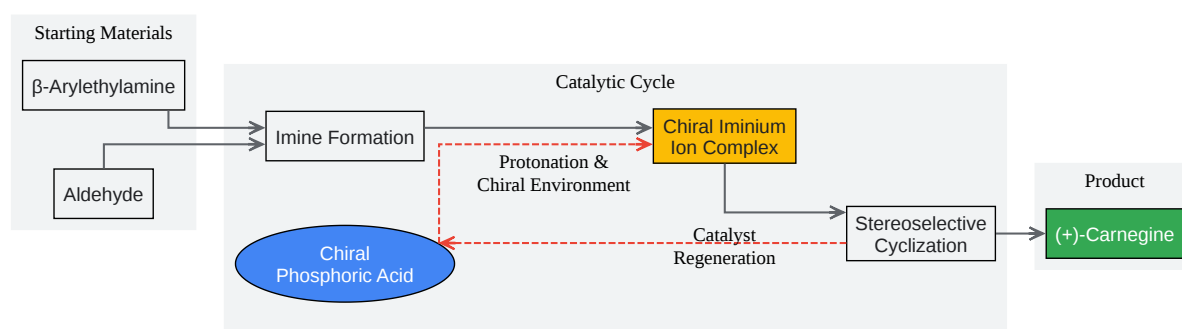 Starting Materials
β-Arylethylamine
Aldehyde
Catalytic Cycle
Imine Formation
Chiral Iminium
Ion Complex
Protonation &
Chiral Environment
Chiral
Phosphoric Acid
Catalyst
Regeneration
Stereoselective
Cyclization
Product
(+)-Carnegine